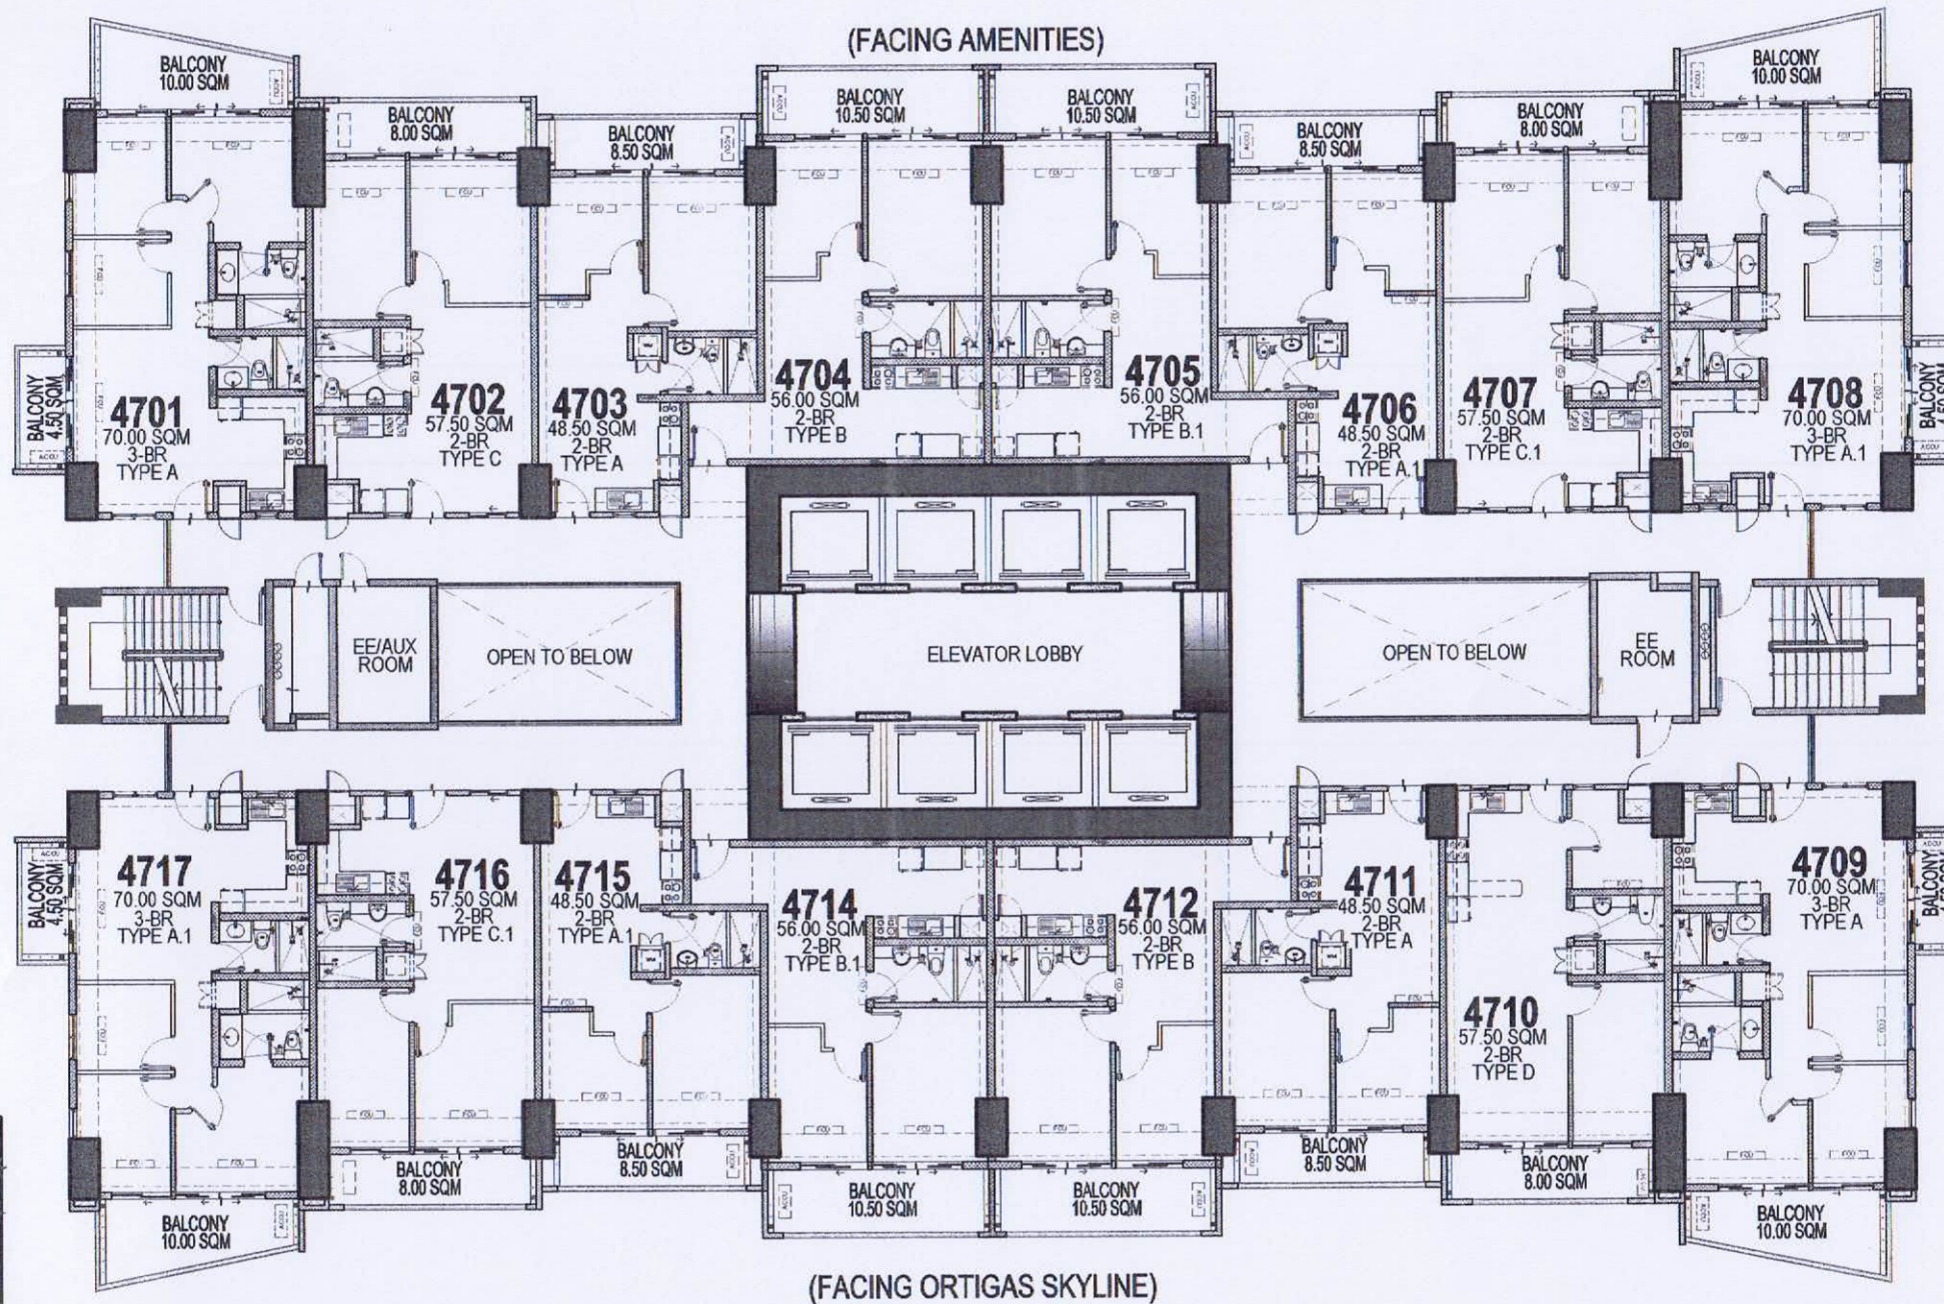 (FACING AMENITIES)
BALCONY
10.00 SQM
BALCONY
8.00 SQM
BALCONY
8.50 SQM
BALCONY
10.50 SQM
BALCONY
10.50 SQM
BALCONY
8.50 SQM
BALCONY
8.00 SQM
BALCONY
10.00 SQM
BALCONY
4.50 SQM
4701
70.00 SQM
3-BR
TYPE A
4702
57.50 SQM
2-BR
TYPE C
4703
48.50 SQM
2-BR
TYPE A
4704
56.00 SQM
2-BR
TYPE B
4705
56.00 SQM
2-BR
TYPE B.1
4706
48.50 SQM
2-BR
TYPE A.1
4707
57.50 SQM
2-BR
TYPE C.1
4708
70.00 SQM
3-BR
TYPE A.1
BALCONY
4.50 SQM
EE/AUX
ROOM
OPEN TO BELOW
ELEVATOR LOBBY
OPEN TO BELOW
EE
ROOM
BALCONY
4.50 SQM
4717
70.00 SQM
3-BR
TYPE A.1
4716
57.50 SQM
2-BR
TYPE C.1
4715
48.50 SQM
2-BR
TYPE A.1
4714
56.00 SQM
2-BR
TYPE B.1
4712
56.00 SQM
2-BR
TYPE B
4711
48.50 SQM
2-BR
TYPE A
4710
57.50 SQM
2-BR
TYPE D
4709
70.00 SQM
3-BR
TYPE A
BALCONY
4.50 SQM
BALCONY
10.00 SQM
BALCONY
8.00 SQM
BALCONY
8.50 SQM
BALCONY
10.50 SQM
BALCONY
10.50 SQM
BALCONY
8.50 SQM
BALCONY
8.00 SQM
BALCONY
10.00 SQM
(FACING ORTIGAS SKYLINE)